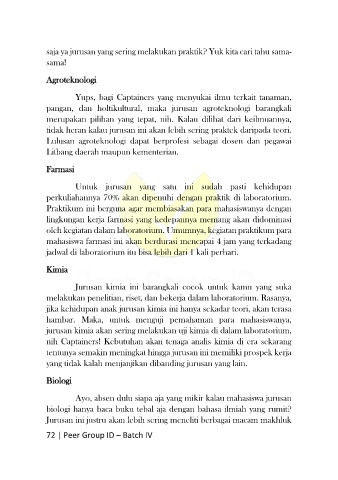 saja ya jurusan yang sering melakukan praktik? Yuk kita cari tahu sama-
sama!
Agroteknologi
Yups, bagi Captainers yang menyukai ilmu terkait tanaman,
pangan, dan holtikultural, maka jurusan agroteknologi barangkali
merupakan pilihan yang tepat, nih. Kalau dilihat dari keilmuannya,
tidak heran kalau jurusan ini akan lebih sering praktek daripada teori.
Lulusan agroteknologi dapat berprofesi sebagai dosen dan pegawai
Litbang daerah maupun kementerian.
Farmasi
Untuk jurusan yang satu ini sudah pasti kehidupan
perkuliahannya 70% akan dipenuhi dengan praktik di laboratorium.
Praktikum ini berguna agar membiasakan para mahasiswanya dengan
lingkungan kerja farmasi yang kedepannya memang akan didominasi
oleh kegiatan dalam laboratorium. Umumnya, kegiatan praktikum para
mahasiswa farmasi ini akan berdurasi mencapai 4 jam yang terkadang
jadwal di laboratorium itu bisa lebih dari 1 kali perhari.
Kimia
Jurusan kimia ini barangkali cocok untuk kamu yang suka
melakukan penelitian, riset, dan bekerja dalam laboratorium. Rasanya,
jika kehidupan anak jurusan kimia ini hanya sekadar teori, akan terasa
hambar. Maka, untuk menguji pemahaman para mahasiswanya,
jurusan kimia akan sering melakukan uji kimia di dalam laboratorium,
nih Captainers! Kebutuhan akan tenaga analis kimia di era sekarang
tentunya semakin meningkat hingga jurusan ini memiliki prospek kerja
yang tidak kalah menjanjikan dibanding jurusan yang lain.
Biologi
Ayo, absen dulu siapa aja yang mikir kalau mahasiswa jurusan
biologi hanya baca buku tebal aja dengan bahasa ilmiah yang rumit?
Jurusan ini justru akan lebih sering meneliti berbagai macam makhluk
72 | Peer Group ID – Batch IV